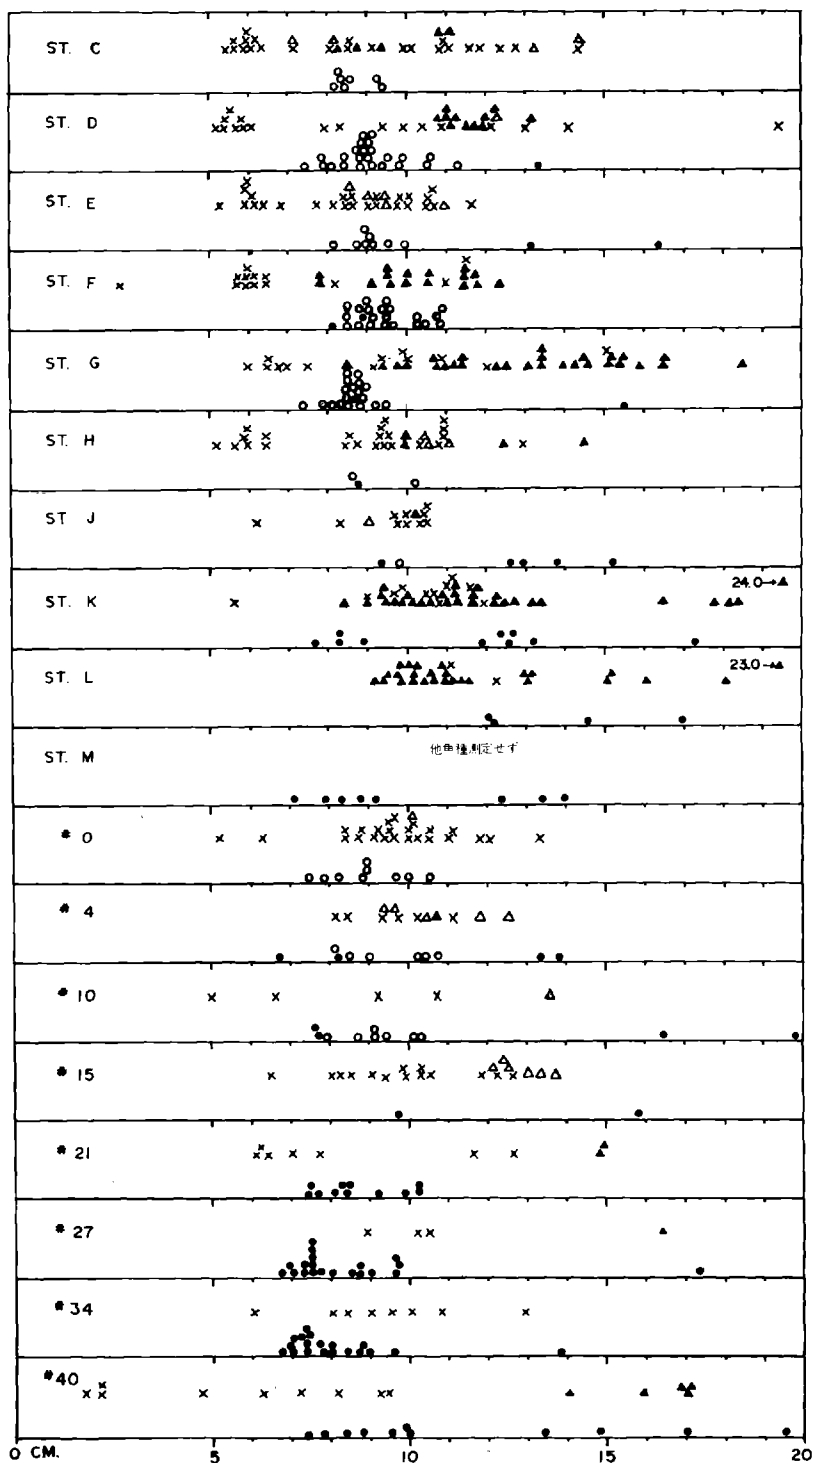 ST. C
ST. D
ST. E
ST. F
ST. G
ST. H
ST J
ST. K
24.0→
ST. L
23.0→
ST. M
他魚種測定せず
# 0
# 4
# 10
# 15
# 21
# 27
# 34
# 40
0 CM. 5 10 15 20